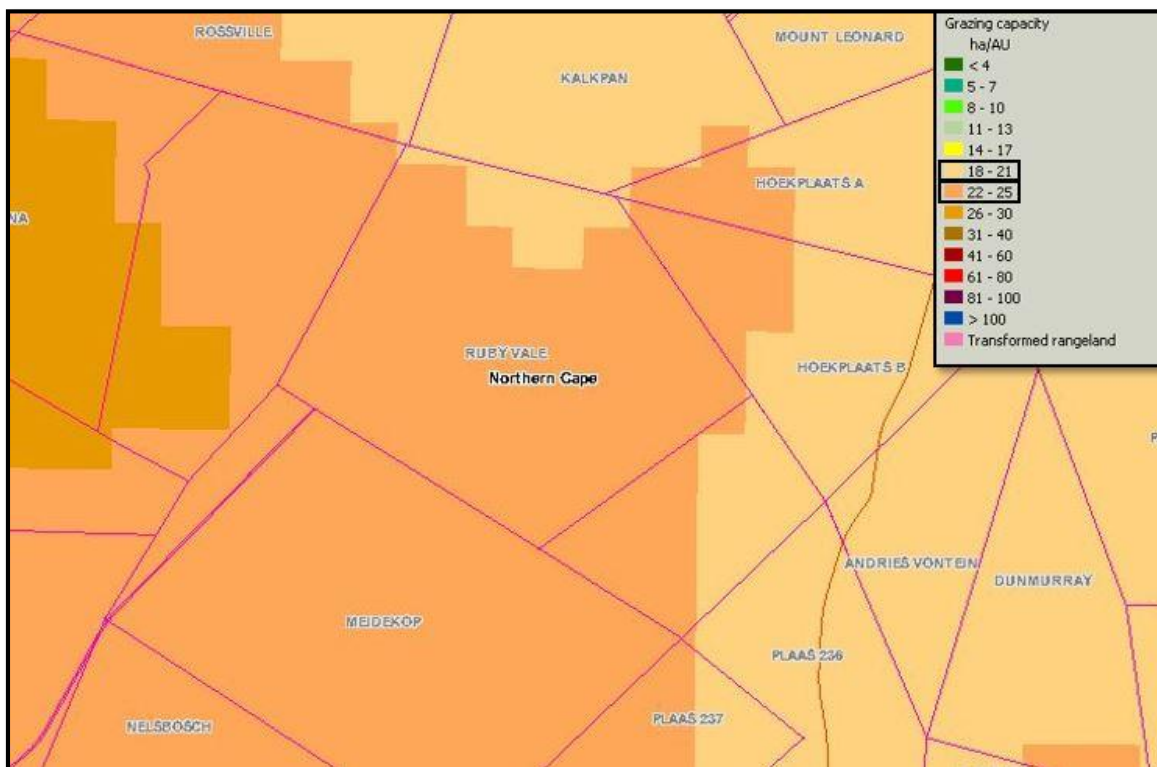 ROSSVILLE
MOUNT LEONARD
KALKPAN
HOEKPLAATS A
NA
RUBYVALE
Northern Cape
HOEKPLAATS B
P
ANDRIES VONTEIN
DUNMURRAY
MEIDEKOP
PLAAS 236
NELSBOSCH
PLAAS 237
Grazing capacity
ha/AU
< 4
5 - 7
8 - 10
11 - 13
14 - 17
18 - 21
22 - 25
26 - 30
31 - 40
41 - 60
61 - 80
81 - 100
> 100
Transformed rangeland